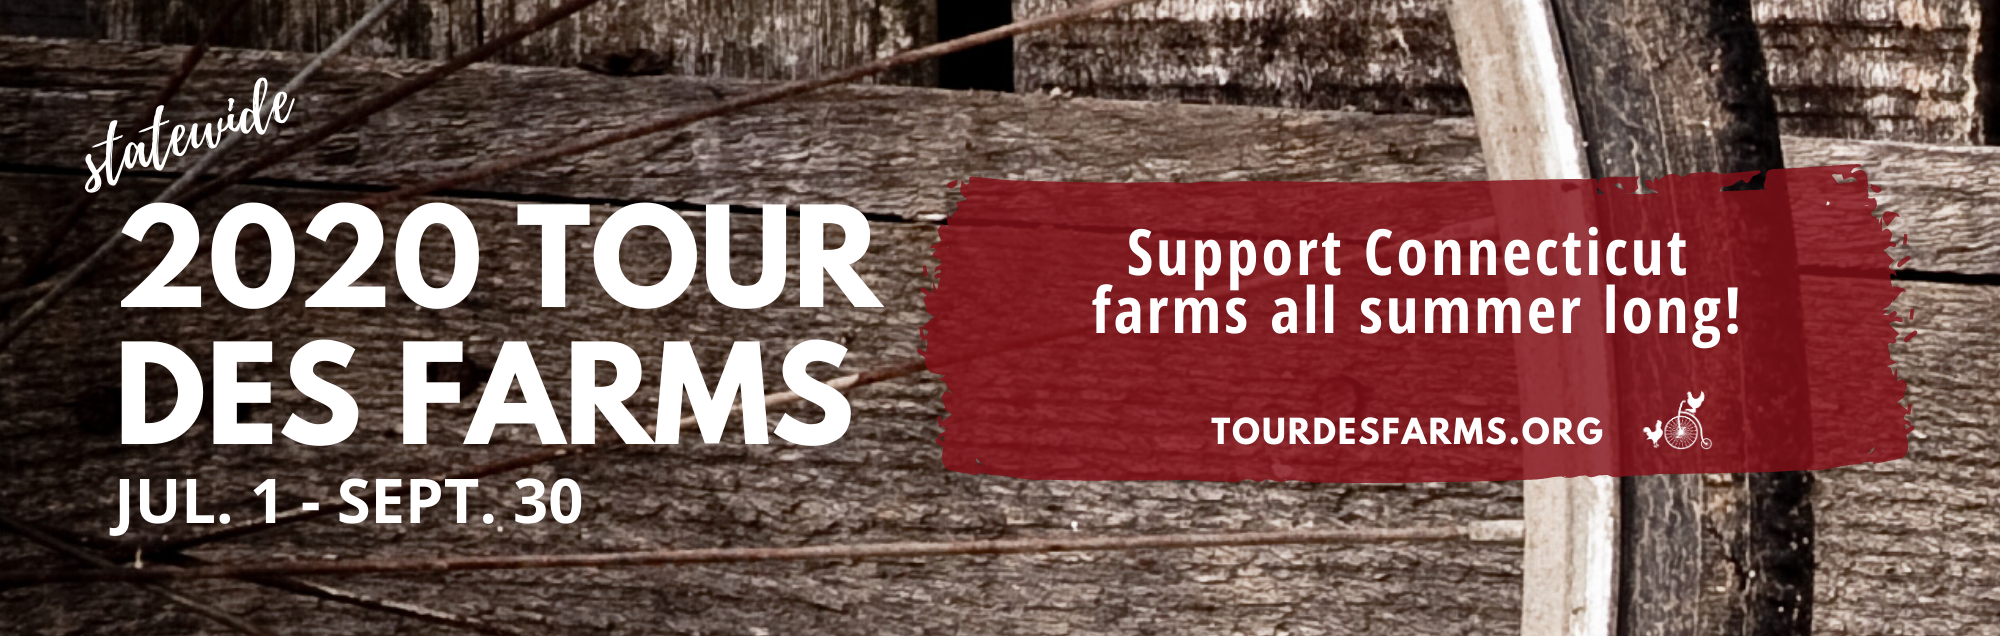 statewide
2020 TOUR
DES FARMS
JUL. 1 - SEPT. 30
Support Connecticut
farms all summer long!
TOURDESFARMS.ORG